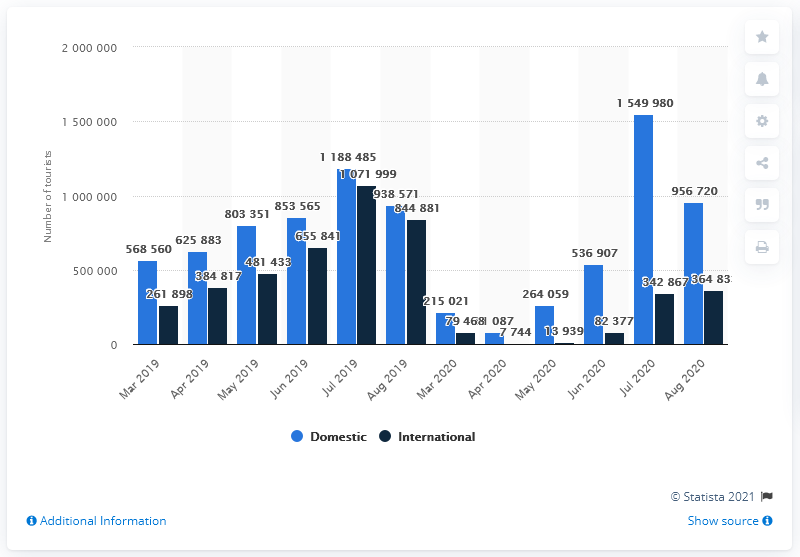 2 000 000
1 500 000
1 000 000
500 000
0
Number of tourists
568 560
261 898
625 883
384 817
803 351
481 433
853 565
655 841
1 188 485
1 071 999
938 571
844 881
215 021
79 468
1 087
7 744
264 059
13 939
536 907
82 377
1 549 980
342 867
956 720
364 83
Mar 2019
Apr 2019
May 2019
Jun 2019
Jul 2019
Aug 2019
Mar 2020
Apr 2020
May 2020
Jun 2020
Jul 2020
Aug 2020
Domestic International
© Statista 2021
Additional Information Show source